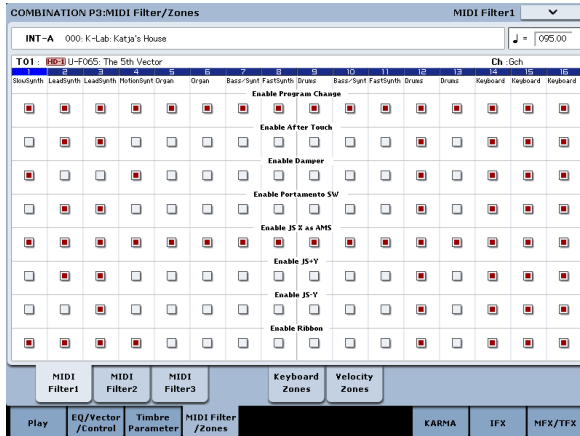 COMBINATION P3:MIDI Filter/Zones MIDI Filter1
INT-A 000: K-Lab: Katja's House ♩ = 095.00
T01 : HD-1 U-F065: The 5th Vector Ch :Gch
1 2 3 4 5 6 7 8 9 10 11 12 13 14 15 16
SlowSynth LeadSynth LeadSynth MotionSynt Organ Organ Bass/Synt FastSynth Drums Bass/Synt FastSynth Drums Drums Keyboard Keyboard Keyboard
Enable Program Change
Enable After Touch
Enable Damper
Enable Portamento SW
Enable JS X as AMS
Enable JS+Y
Enable JS-Y
Enable Ribbon
MIDI Filter1 MIDI Filter2 MIDI Filter3 Keyboard Zones Velocity Zones
Play EQ/Vector/Control Timbre Parameter MIDI Filter/Zones KARMA IFX MFX/TFX